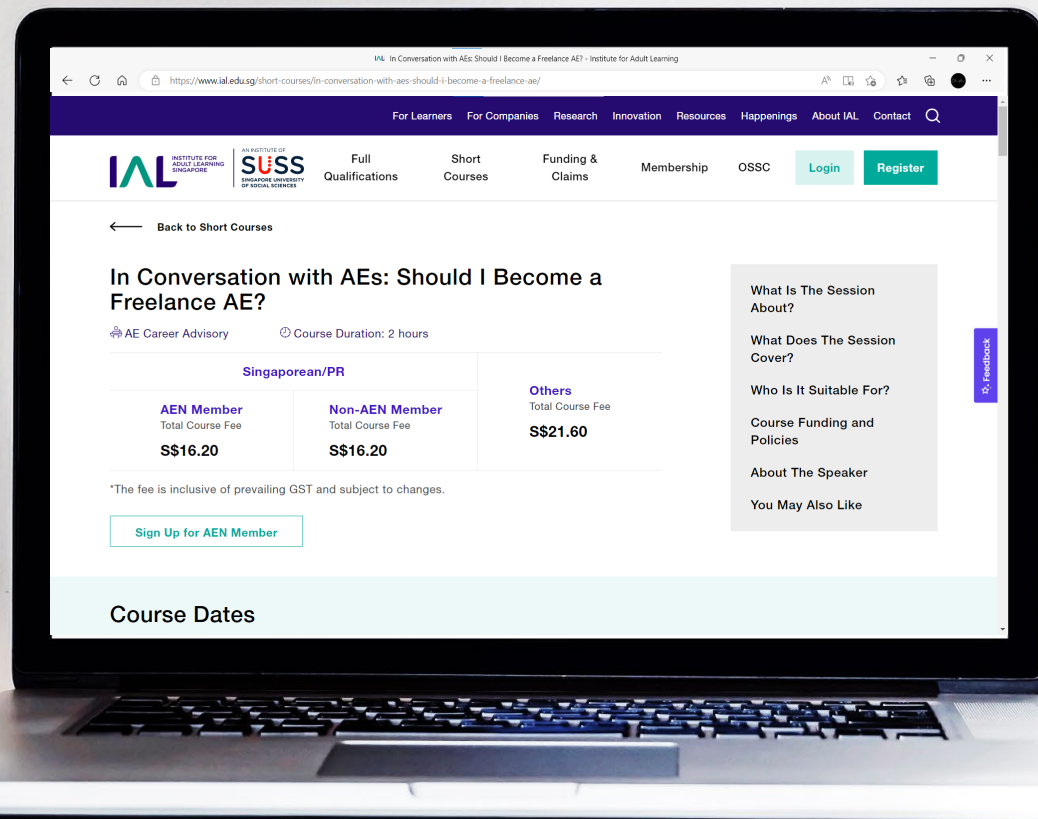 IAL In Conversation with AEs: Should I Become a Freelance AE? - Institute for Adult Learning
https://www.ial.edu.sg/short-courses/in-conversation-with-aes-should-i-become-a-freelance-ae/
For Learners For Companies Research Innovation Resources Happenings About IAL Contact
IAL
INSTITUTE FOR
ADULT LEARNING
SINGAPORE
AN INSTITUTE OF
SUSS
SINGAPORE UNIVERSITY
OF SOCIAL SCIENCES
Full
Qualifications
Short
Courses
Funding &
Claims
Membership
OSSC
Login
Register
Back to Short Courses
In Conversation with AEs: Should I Become a
Freelance AE?
AE Career Advisory
Course Duration: 2 hours
Singaporean/PR
AEN Member
Total Course Fee
S$16.20
Non-AEN Member
Total Course Fee
S$16.20
Others
Total Course Fee
S$21.60
*The fee is inclusive of prevailing GST and subject to changes.
Sign Up for AEN Member
What Is The Session
About?
What Does The Session
Cover?
Who Is It Suitable For?
Course Funding and
Policies
About The Speaker
You May Also Like
Feedback
Course Dates